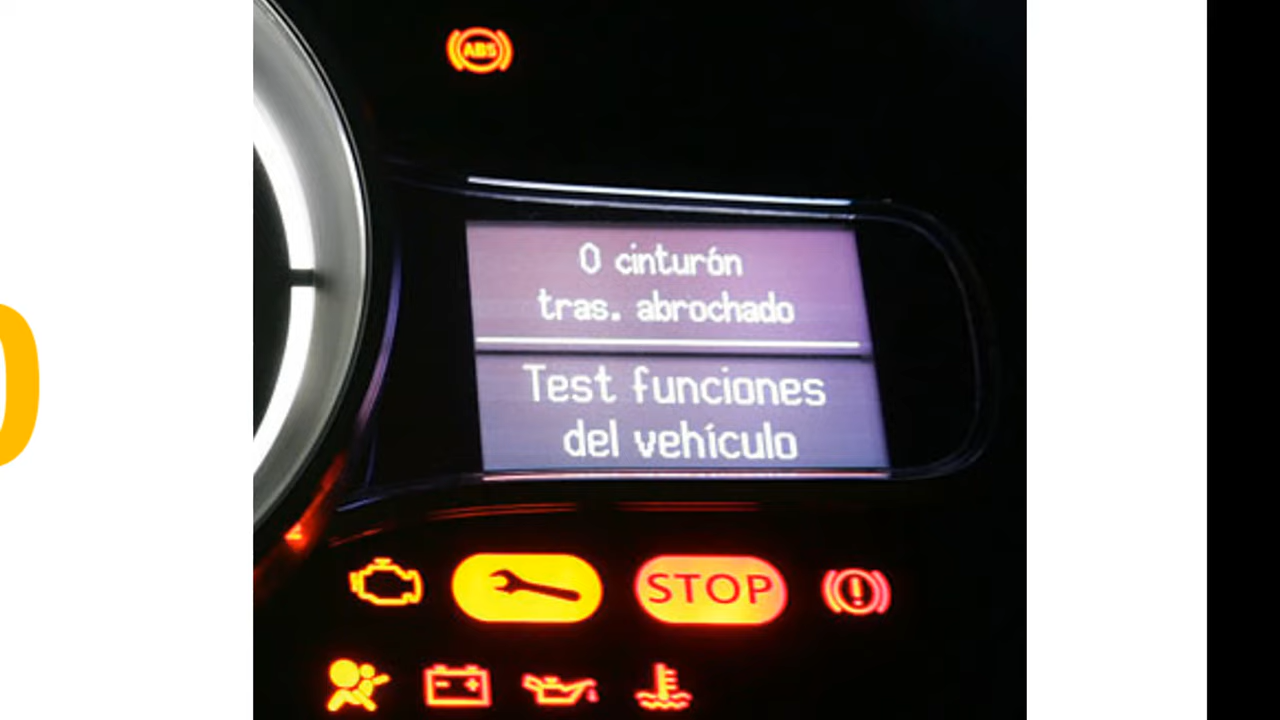 ABS
0 cinturón
tras. abrochado
Test funciones
del vehículo
STOP